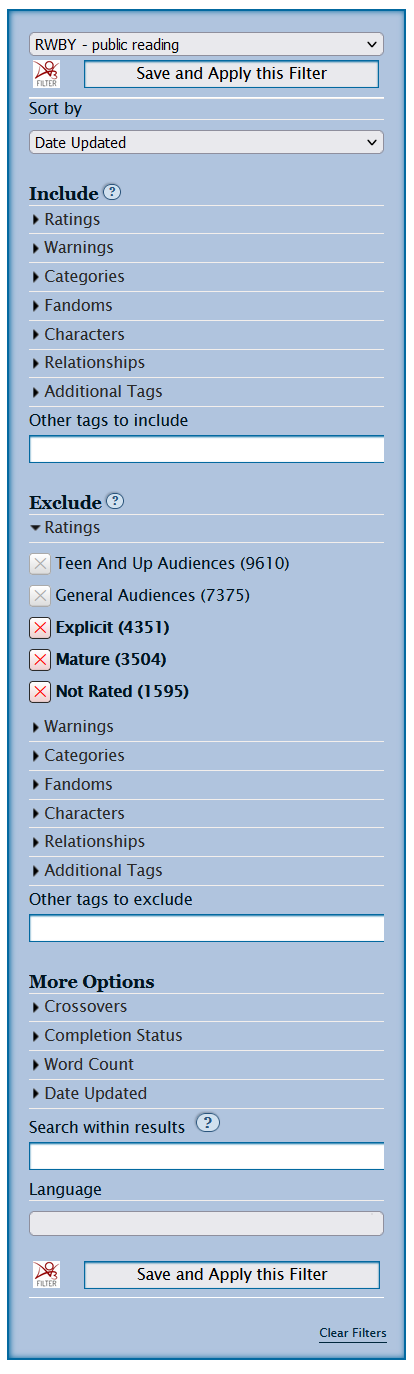 RWBY - public reading
FILTER
Save and Apply this Filter
Sort by
Date Updated
Include ?
Ratings
Warnings
Categories
Fandoms
Characters
Relationships
Additional Tags
Other tags to include
Exclude ?
Ratings
Teen And Up Audiences (9610)
General Audiences (7375)
Explicit (4351)
Mature (3504)
Not Rated (1595)
Warnings
Categories
Fandoms
Characters
Relationships
Additional Tags
Other tags to exclude
More Options
Crossovers
Completion Status
Word Count
Date Updated
Search within results ?
Language
FILTER
Save and Apply this Filter
Clear Filters